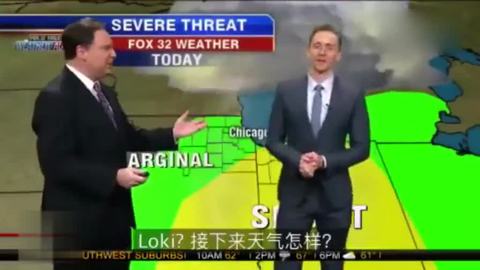 SEVERE THREAT
FOX 32 WEATHER
TODAY
Chicago
ARGINAL
Loki? 接下来天气怎样?
UTHWEST SUBURBS: 10AM 62° 1 2PM 67° 6PM 61°